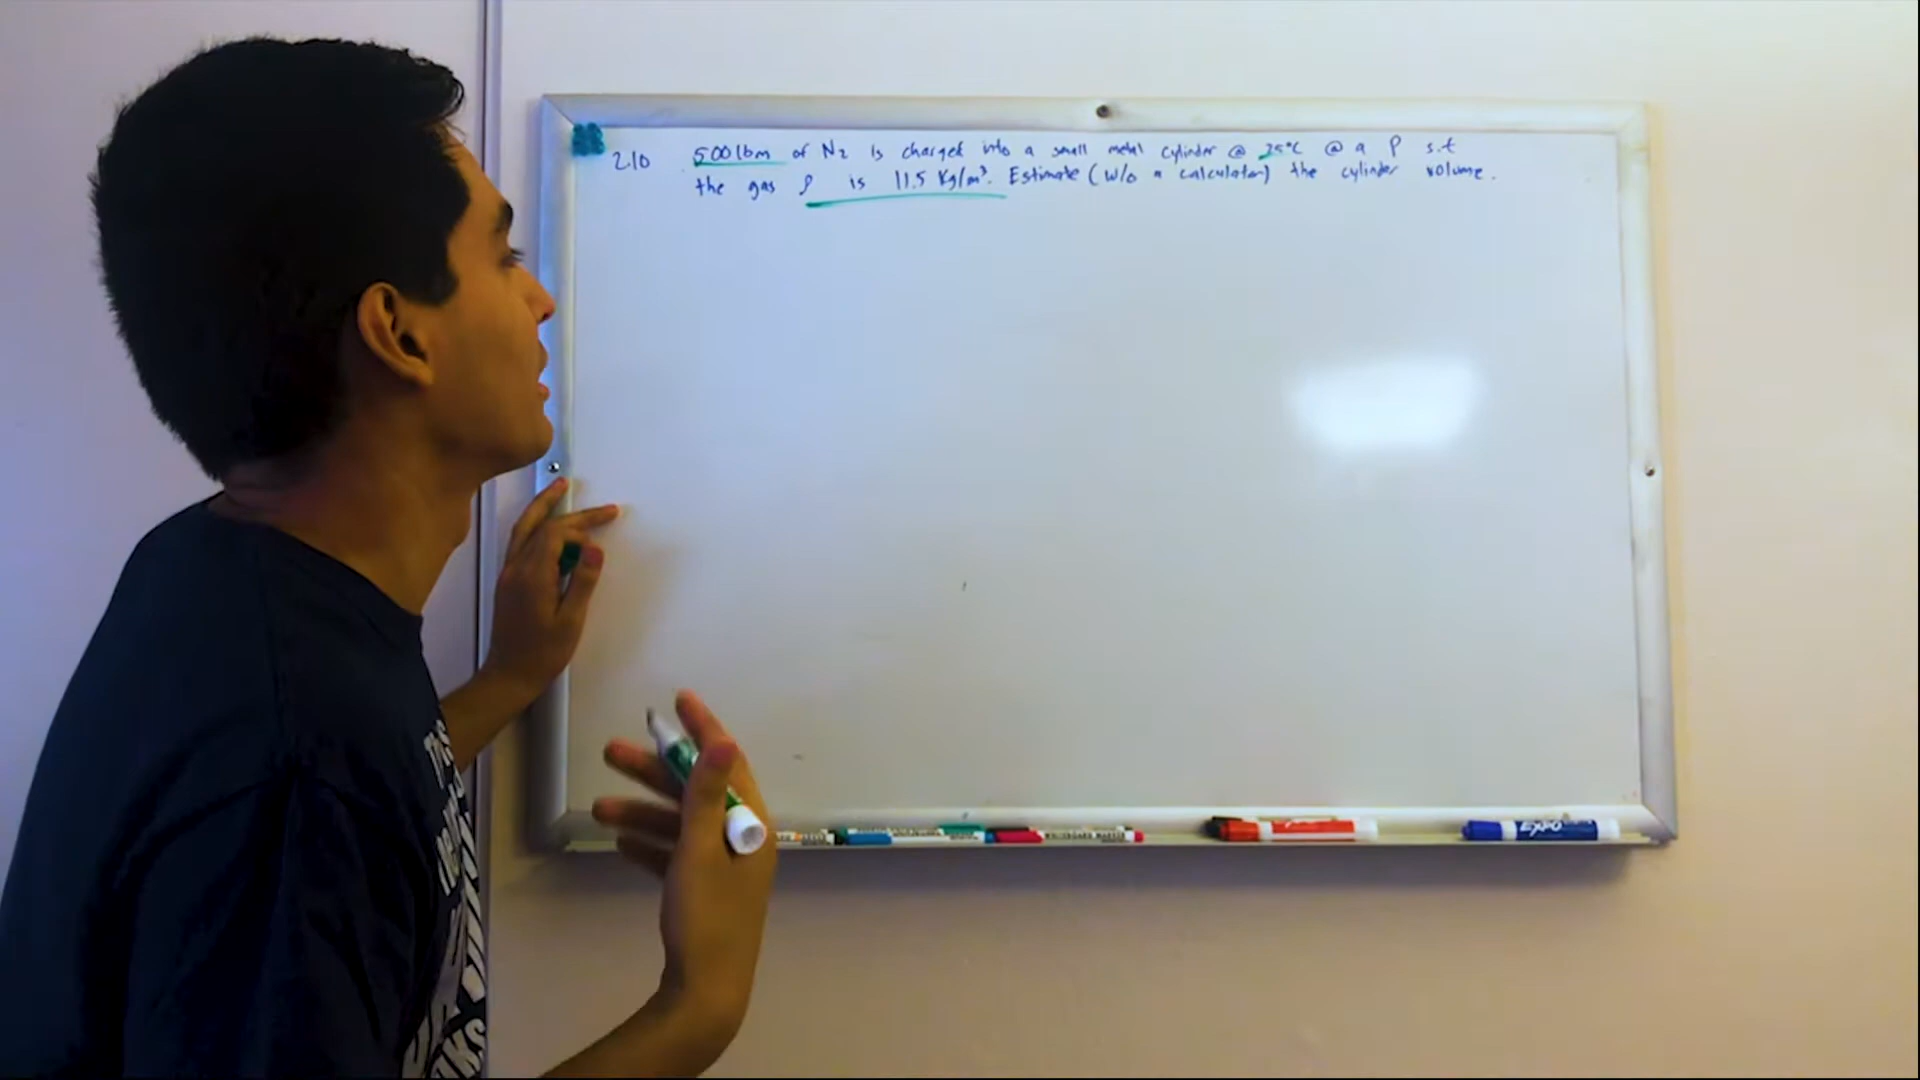 2.10 500 lbm of N2 is charged into a small metal cylinder @ 25°C @ a P s.t
the gas ρ is 11.5 Kg/m³. Estimate (w/o a calculator) the cylinder volume.
EXPO